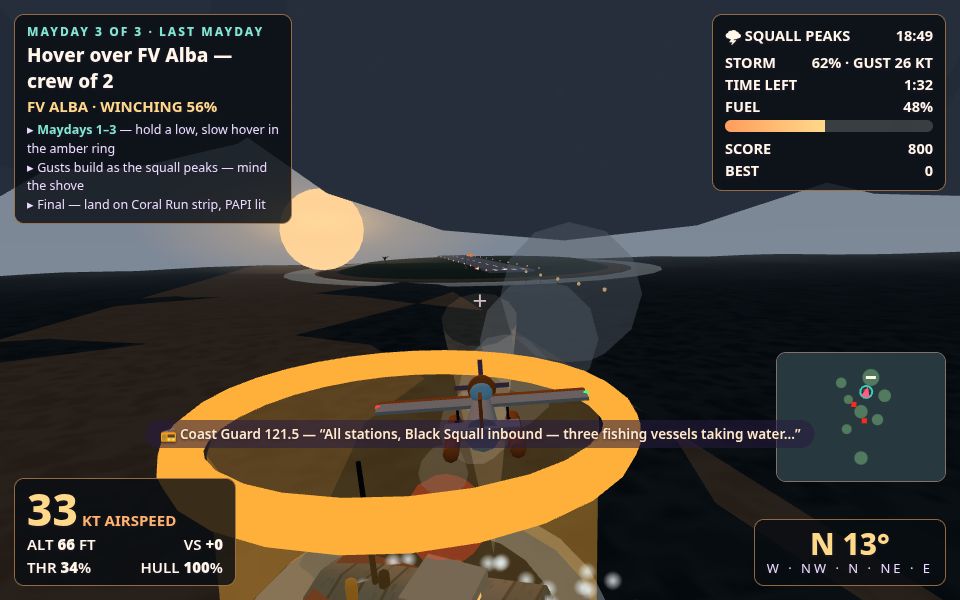 MAYDAY 3 OF 3 · LAST MAYDAY
Hover over FV Alba —
crew of 2
FV ALBA · WINCHING 56%
▸ Maydays 1–3 — hold a low, slow hover in
the amber ring
▸ Gusts build as the squall peaks — mind
the shove
▸ Final — land on Coral Run strip, PAPI lit
🌩 SQUALL PEAKS 18:49
STORM 62% · GUST 26 KT
TIME LEFT 1:32
FUEL 48%
SCORE 800
BEST 0
📻 Coast Guard 121.5 — “All stations, Black Squall inbound — three fishing vessels taking water…”
33 KT AIRSPEED
ALT 66 FT VS +0
THR 34% HULL 100%
N 13°
W · NW · N · NE · E